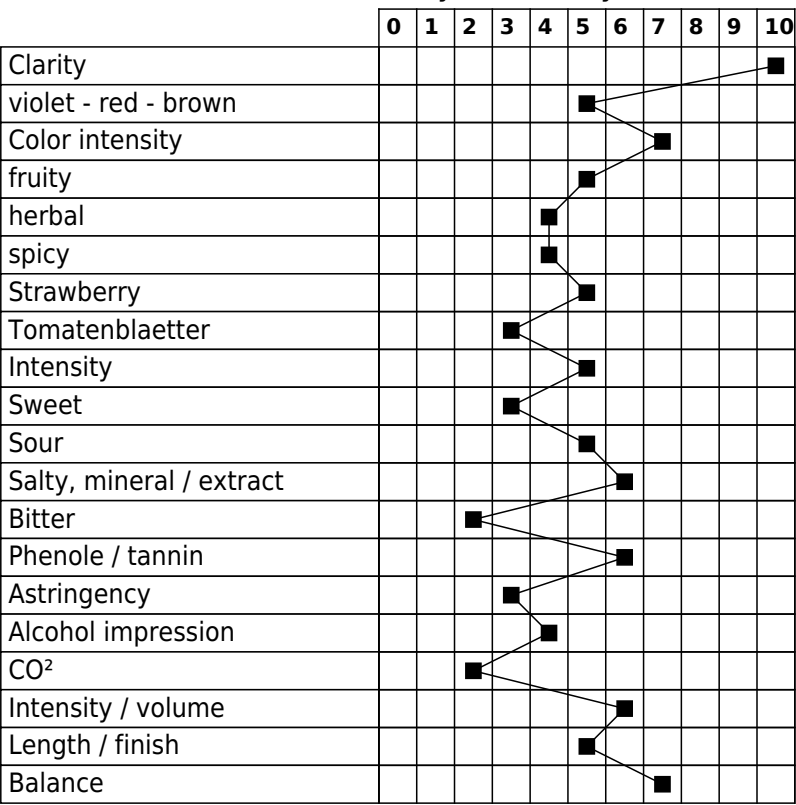 0 1 2 3 4 5 6 7 8 9 10
Clarity
violet - red - brown
Color intensity
fruity
herbal
spicy
Strawberry
Tomatenblaetter
Intensity
Sweet
Sour
Salty, mineral / extract
Bitter
Phenole / tannin
Astringency
Alcohol impression
CO²
Intensity / volume
Length / finish
Balance